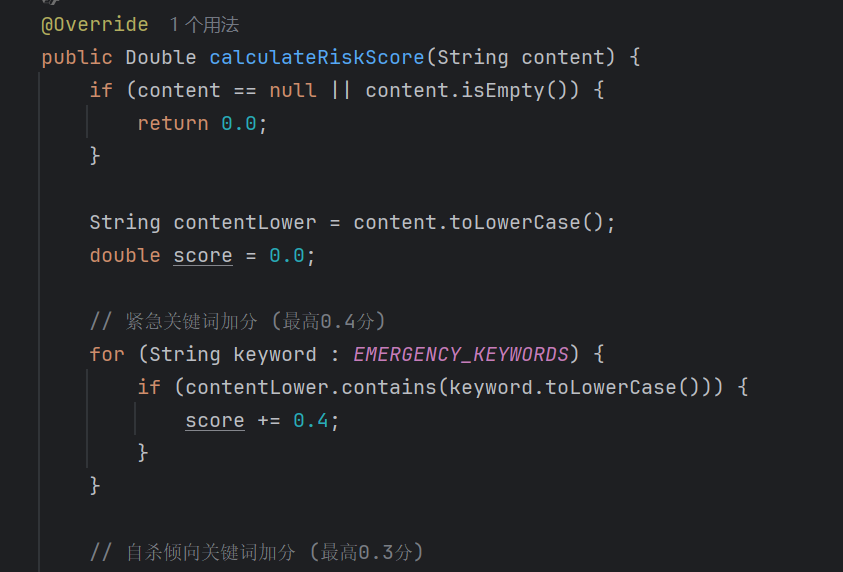 @Override 1 个用法
public Double calculateRiskScore(String content) {
if (content == null || content.isEmpty()) {
return 0.0;
}
String contentLower = content.toLowerCase();
double score = 0.0;
// 紧急关键词加分 (最高0.4分)
for (String keyword : EMERGENCY_KEYWORDS) {
if (contentLower.contains(keyword.toLowerCase())) {
score += 0.4;
}
}
// 自杀倾向关键词加分 (最高0.3分)